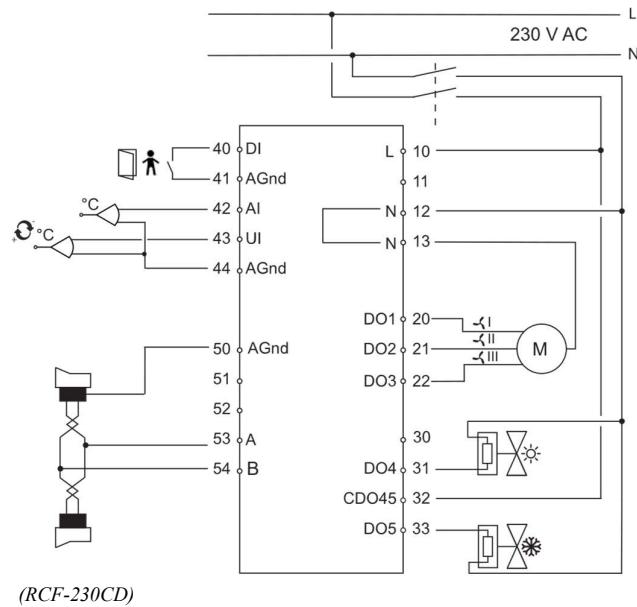 L
230 V AC
N
40 DI L 10
41 AGnd 11
°C 42 AI N 12
°C 43 UI N 13
+ -
44 AGnd
DO1 20 I
50 AGnd DO2 21 II M
51 DO3 22 III
52
53 A 30
54 B DO4 31
CDO45 32
DO5 33
(RCF-230CD)